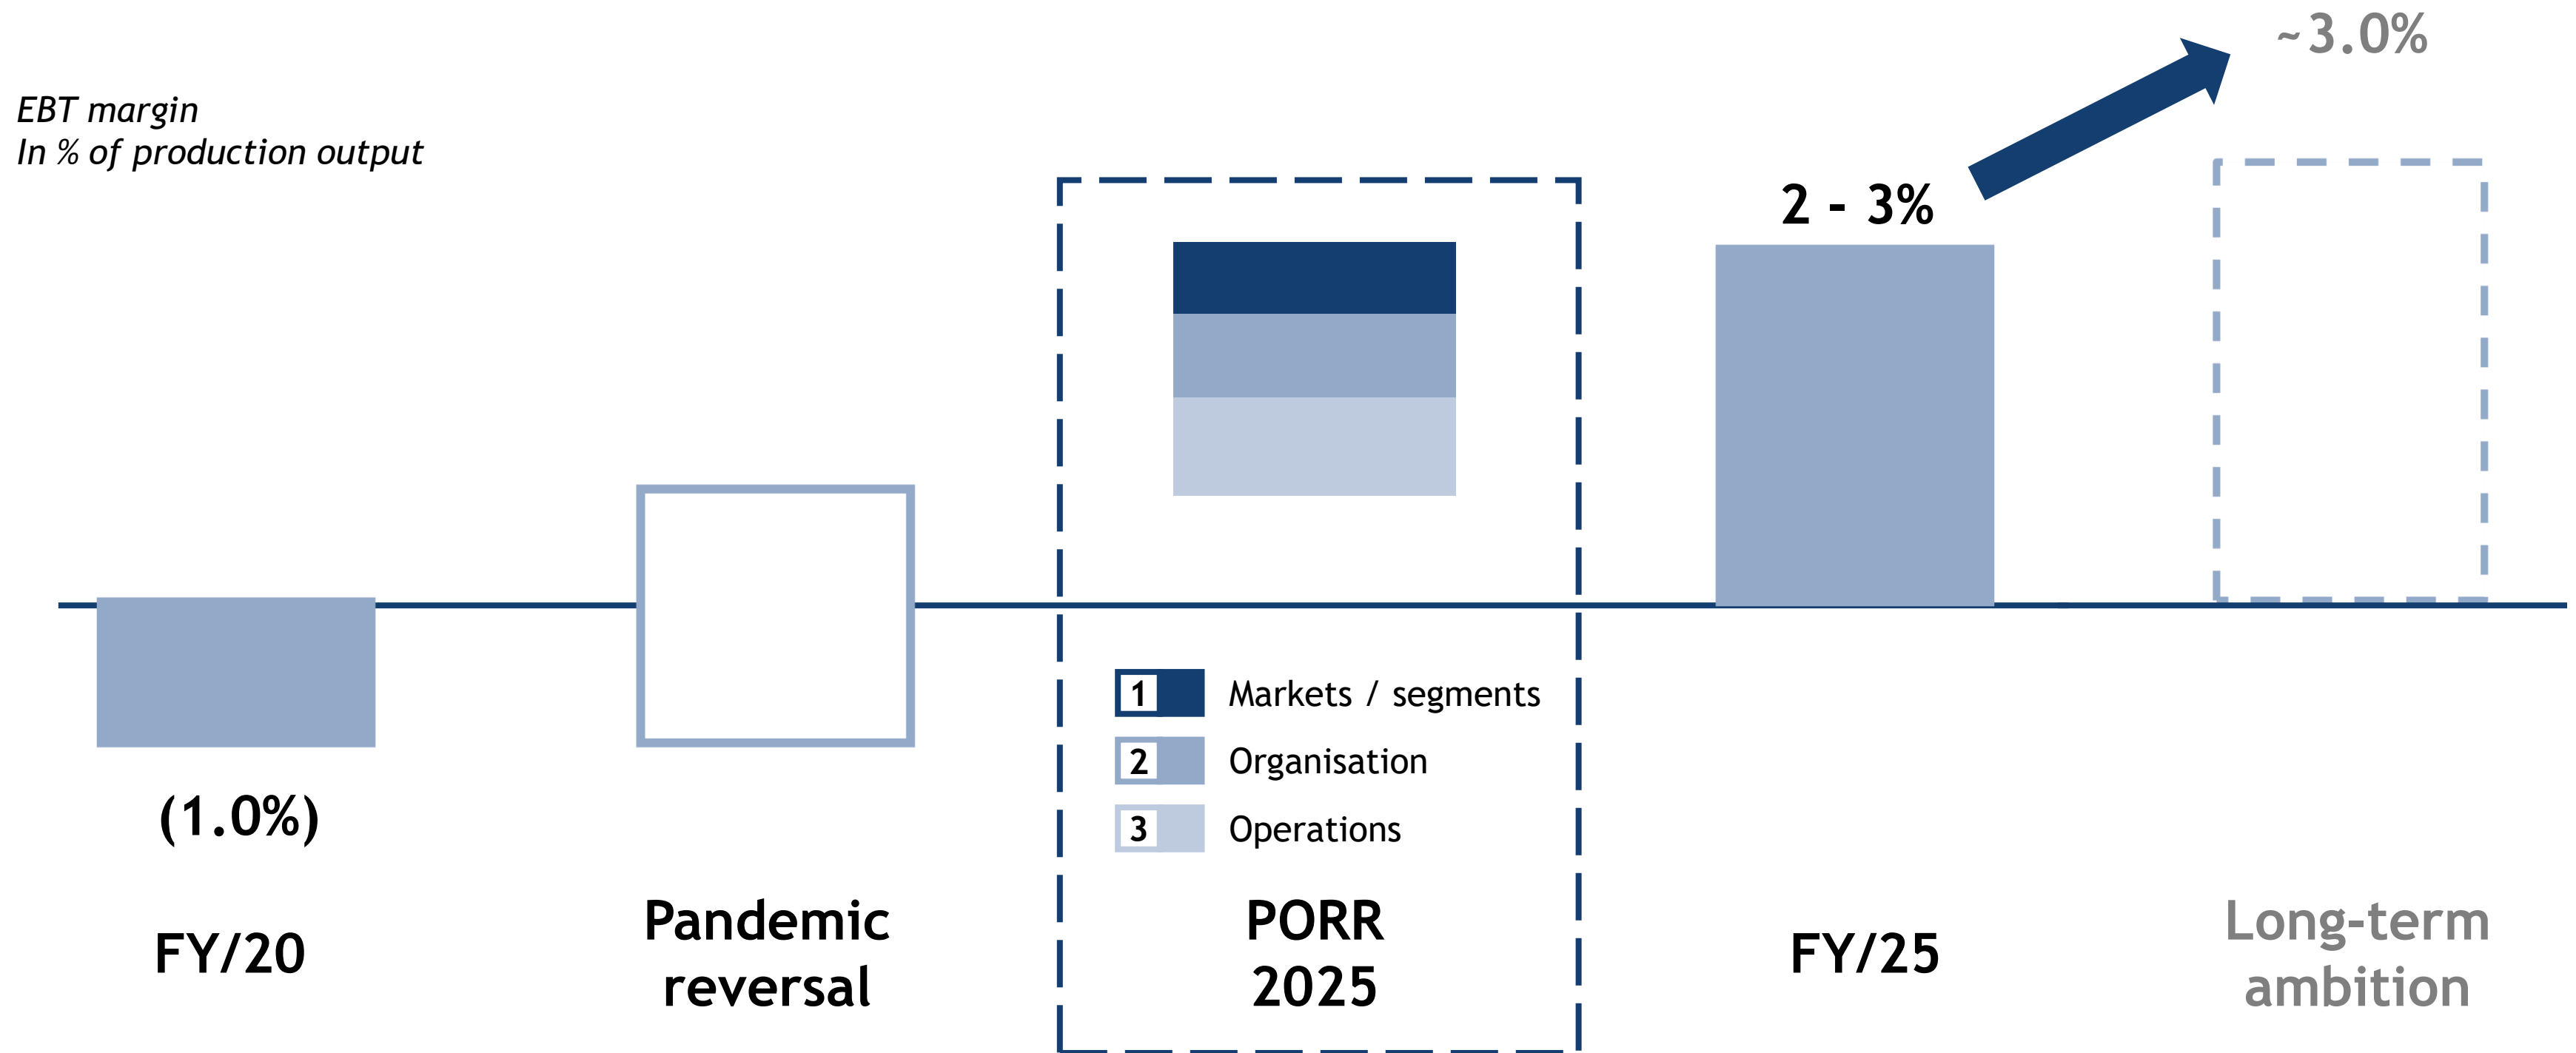 ~3.0%
EBT margin
In % of production output
2 - 3%
1 Markets / segments
2 Organisation
3 Operations
(1.0%)
FY/20
Pandemic
reversal
PORR
2025
FY/25
Long-term
ambition